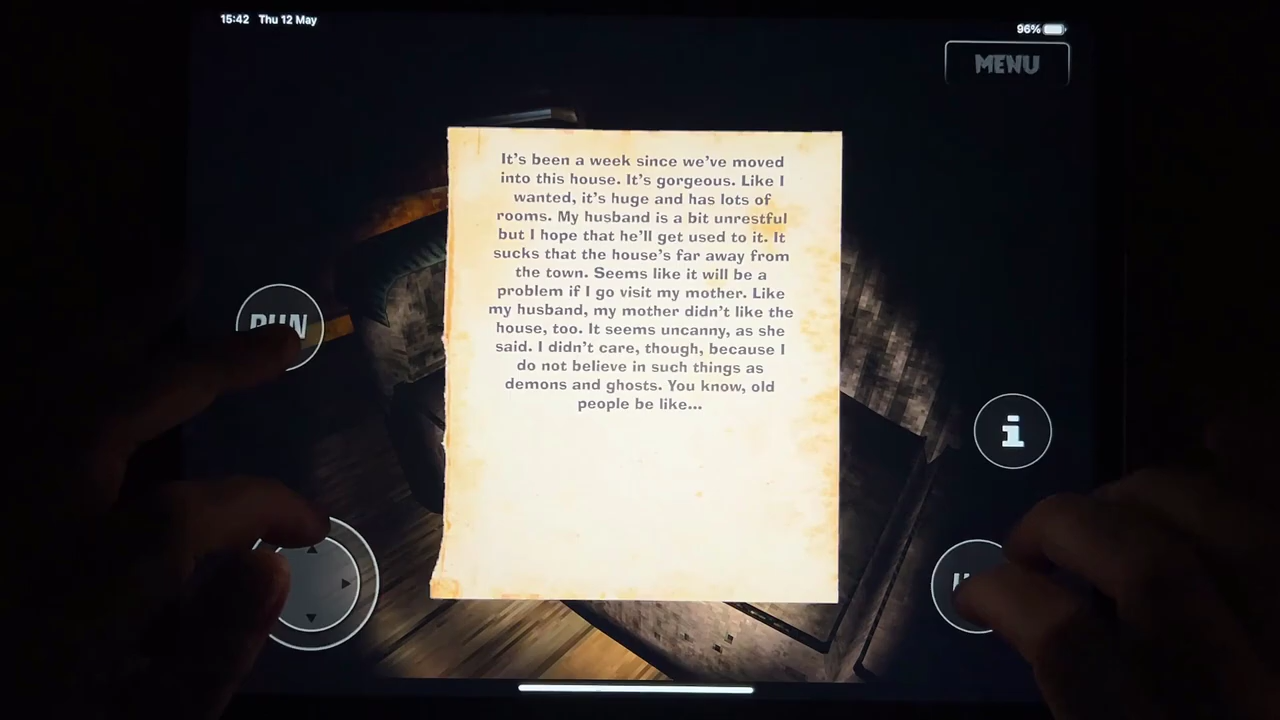 15:42 Thu 12 May
96%
MENU
It's been a week since we've moved
into this house. It's gorgeous. Like I
wanted, it's huge and has lots of
rooms. My husband is a bit unrestful
but I hope that he'll get used to it. It
sucks that the house's far away from
the town. Seems like it will be a
problem if I go visit my mother. Like
my husband, my mother didn't like the
house, too. It seems uncanny, as she
said. I didn't care, though, because I
do not believe in such things as
demons and ghosts. You know, old
people be like...
RUN
i